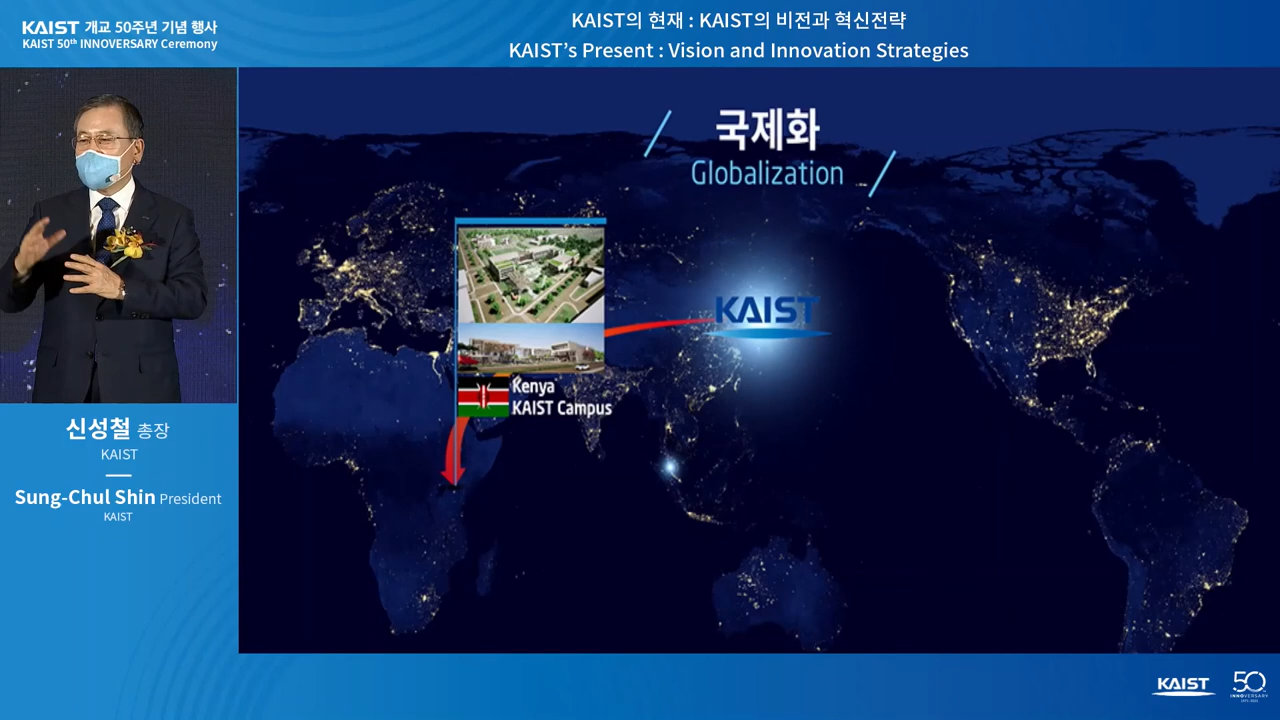 KAIST 개교 50주년 기념 행사
KAIST 50th INNOVERSARY Ceremony
KAIST의 현재 : KAIST의 비전과 혁신전략
KAIST's Present : Vision and Innovation Strategies
국제화
Globalization
KAIST
Kenya
KAIST Campus
신성철 총장
KAIST
Sung-Chul Shin President
KAIST
KAIST
50
INNOVERSARY
1971-2021